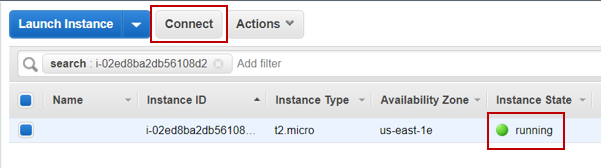 Launch Instance Connect Actions
search : i-02ed8ba2db56108d2 Add filter
Name Instance ID Instance Type Availability Zone Instance State
i-02ed8ba2db56108... t2.micro us-east-1e running